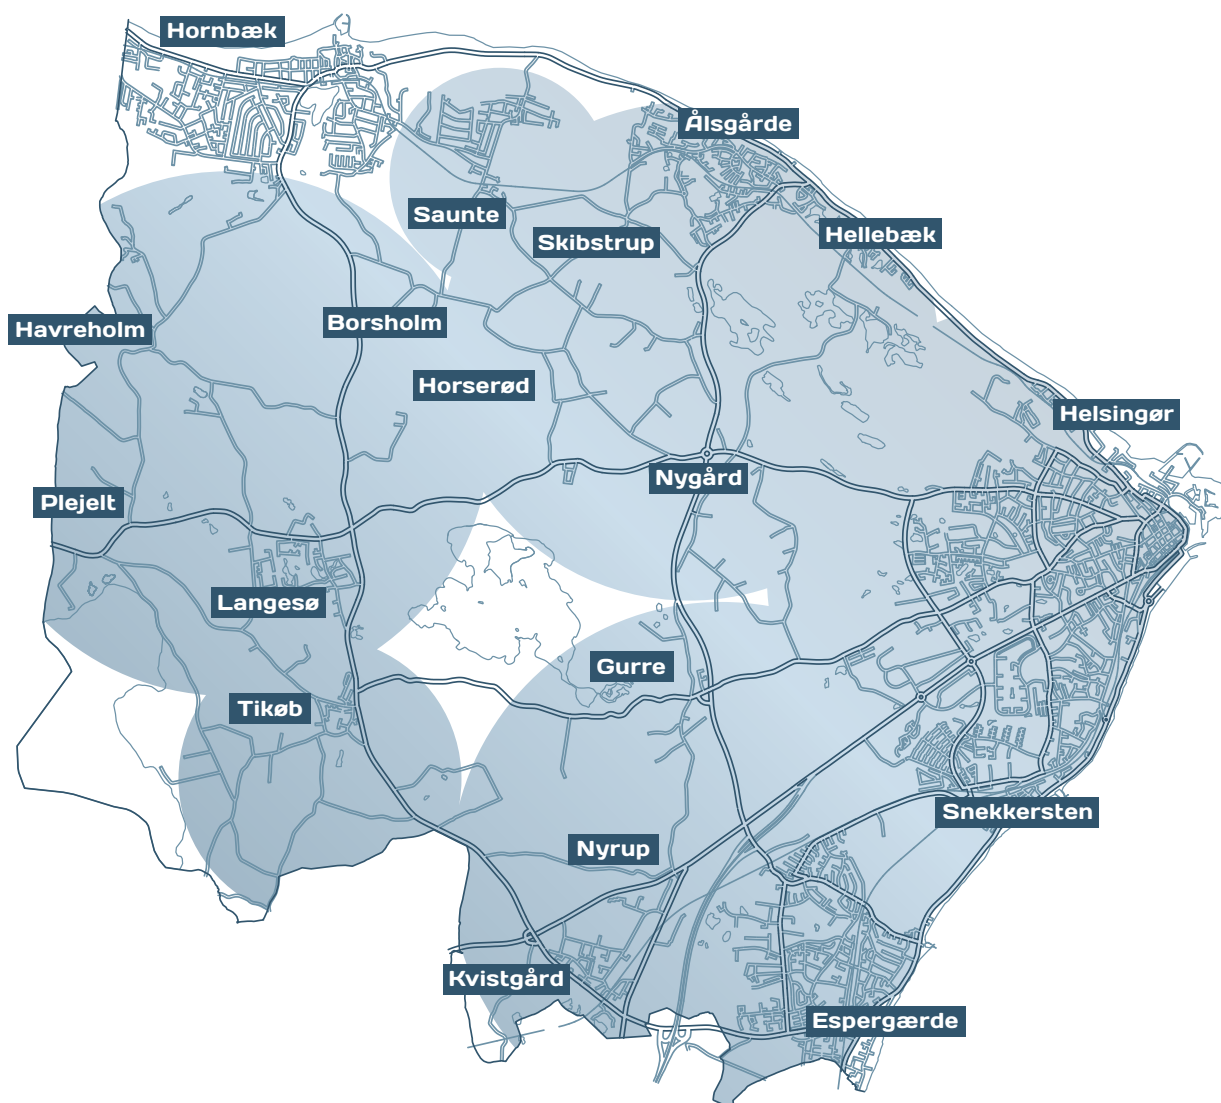 Hornbæk
Ålsgårde
Saunte
Skibstrup
Hellebæk
Havreholm
Borsholm
Horserød
Helsingør
Plejelt
Nygård
Langesø
Gurre
Tikøb
Snekkersten
Nyrup
Kvistgård
Espergærde